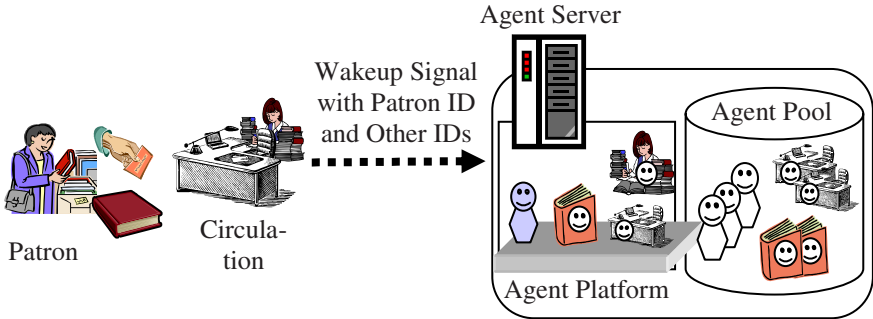 Agent Server
Wakeup Signal
with Patron ID
and Other IDs
Agent Pool
Patron
Circula-
tion
Agent Platform